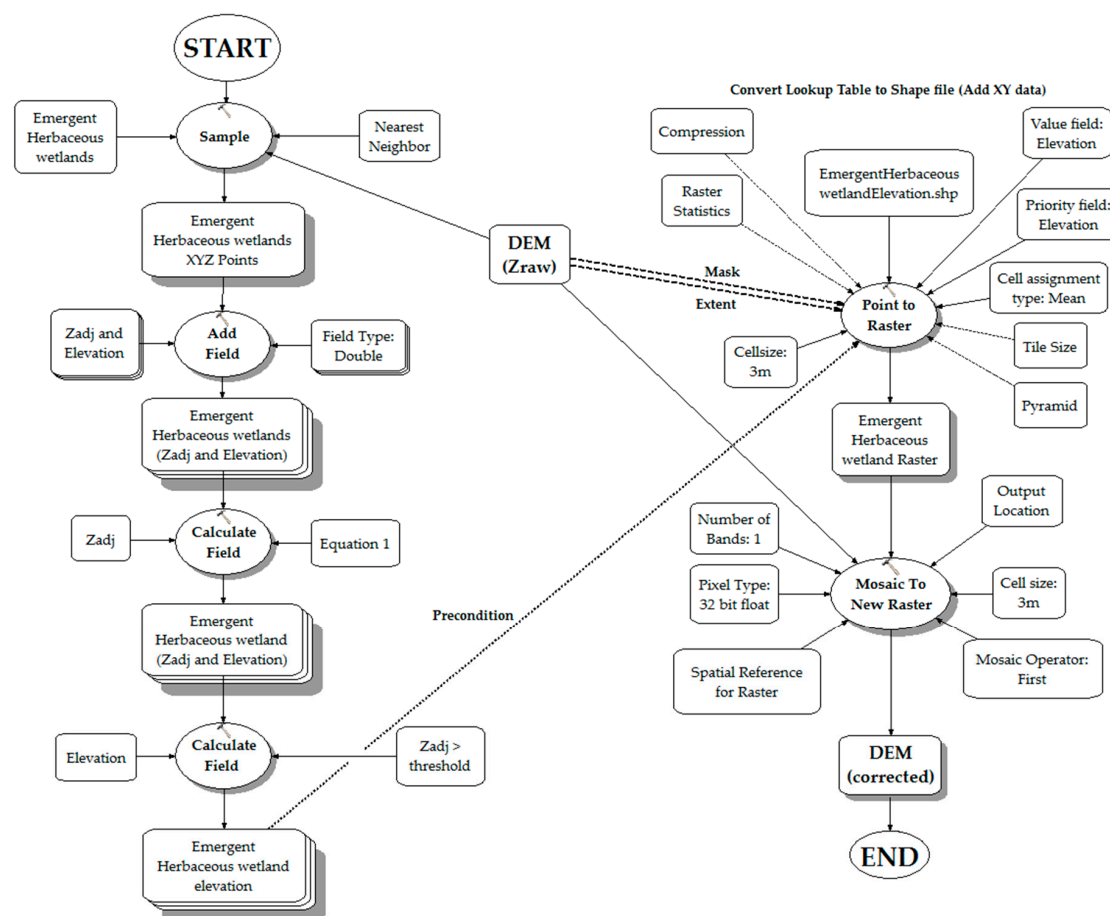 START
Emergent
Herbaceous
wetlands
Sample
Nearest
Neighbor
Emergent
Herbaceous wetlands
XYZ Points
Zadj and
Elevation
Add
Field
Field Type:
Double
Emergent
Herbaceous wetlands
(Zadj and Elevation)
Zadj
Calculate
Field
Equation 1
Emergent
Herbaceous wetland
(Zadj and Elevation)
Elevation
Calculate
Field
Zadj >
threshold
Emergent
Herbaceous wetland
elevation
Precondition
DEM
(Zraw)
Mask
Extent
Convert Lookup Table to Shape file (Add XY data)
Compression
Raster
Statistics
EmergentHerbaceous
wetlandElevation.shp
Value field:
Elevation
Priority field:
Elevation
Cell assignment
type: Mean
Point to
Raster
Cellsize:
3m
Tile Size
Pyramid
Emergent
Herbaceous
wetland Raster
Number of
Bands: 1
Output
Location
Pixel Type:
32 bit float
Mosaic To
New Raster
Cell size:
3m
Spatial Reference
for Raster
Mosaic Operator:
First
DEM
(corrected)
END